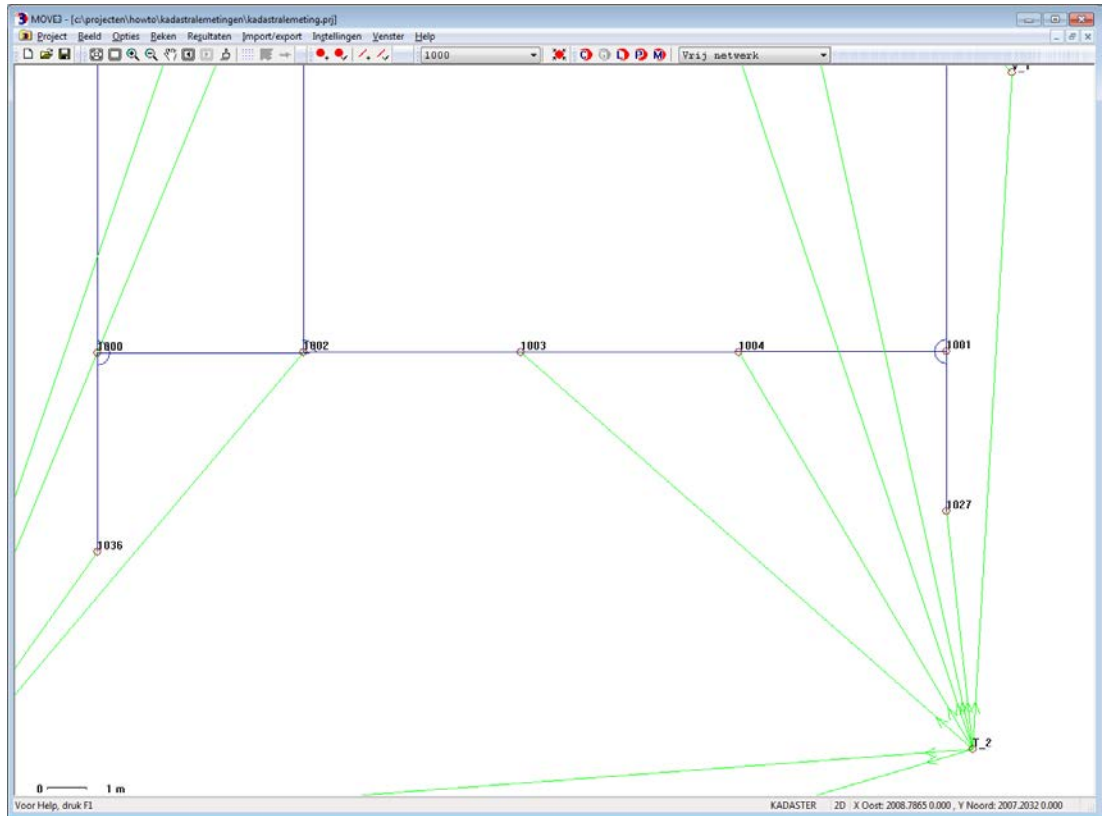 MOVE3 - [c:\projecten\howto\kadastralemetingen\kadastralemeting.prj]
Project Beeld Opties Reken Resultaten Import/export Instellingen Venster Help
1000 C L P M Vrij netwerk
1000
1002
1003
1004
1001
1027
1036
T_2
0 1 m
Voor Help, druk F1
KADASTER 2D X Oost: 2008.7865 0.000 , Y Noord: 2007.2032 0.000